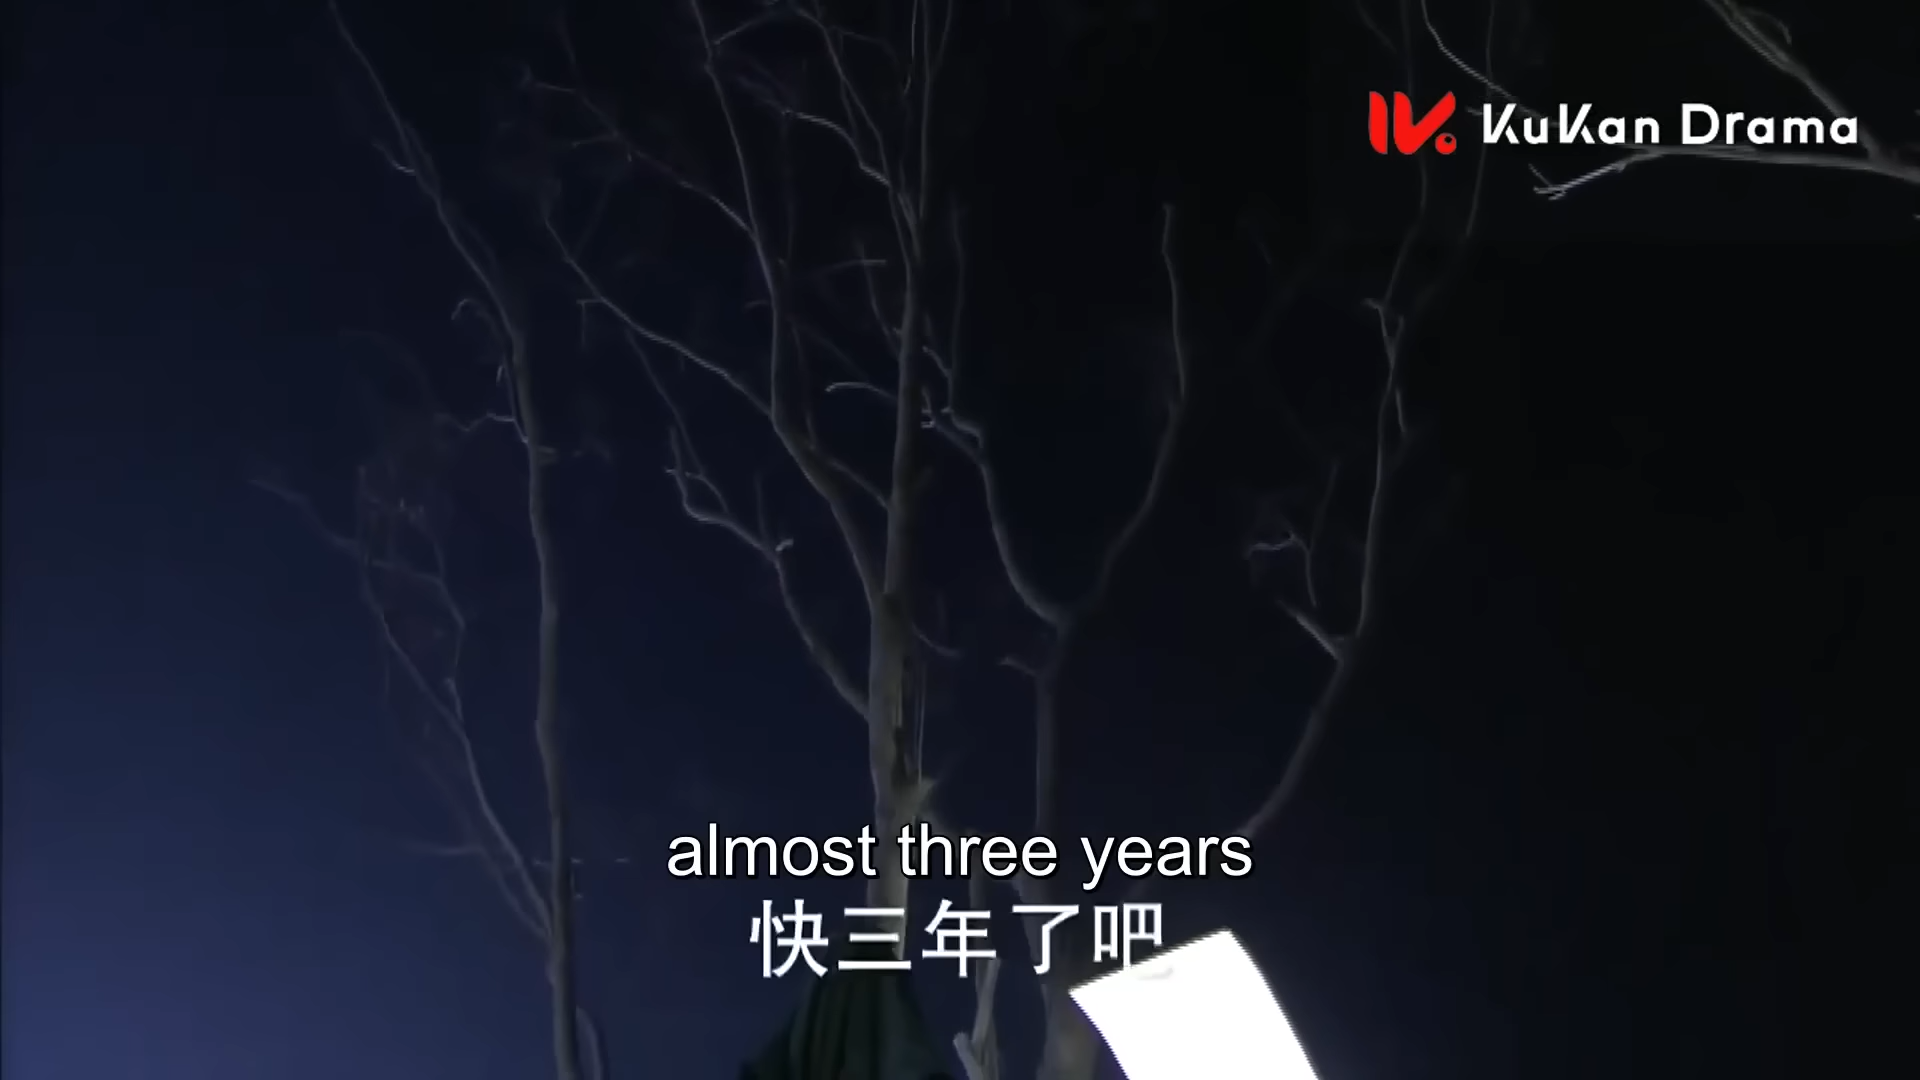 KuKan Drama
almost three years
快三年了吧